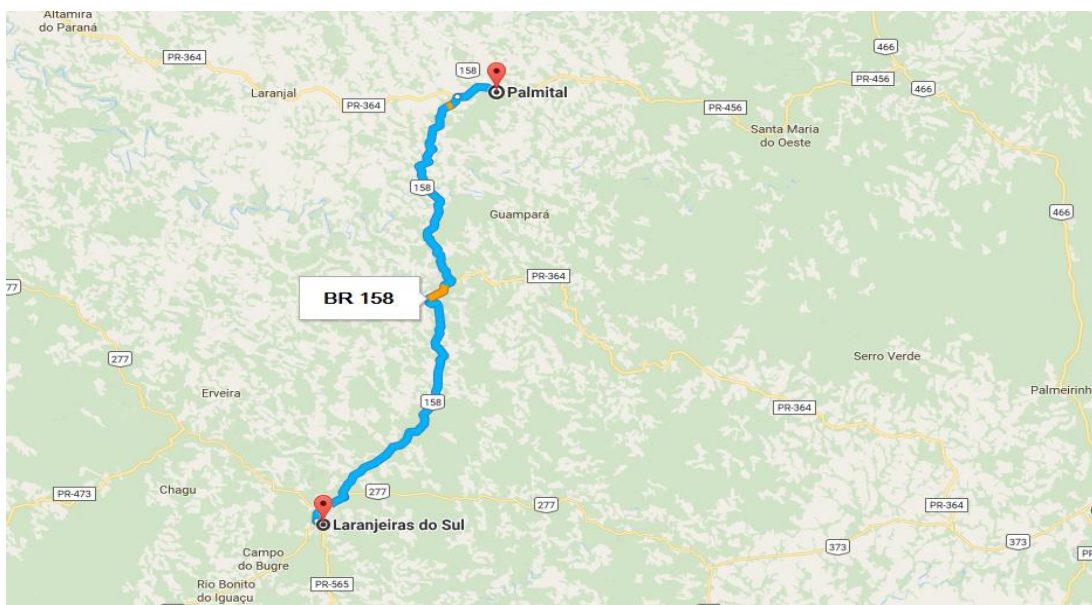 Altamira
do Paraná
PR-364
466
158
Laranjal
Palmital
PR-364
PR-456
PR-456
466
Santa Maria
do Oeste
158
Guampará
466
PR-364
77
BR 158
277
Serro Verde
Erveira
Palmeirinh
158
PR-364
PR-473
Chagu
277
277
PR-364
Laranjeiras do Sul
373
373
Campo
do Bugre
PR
PR-565
Rio Bonito
do Iguaçu